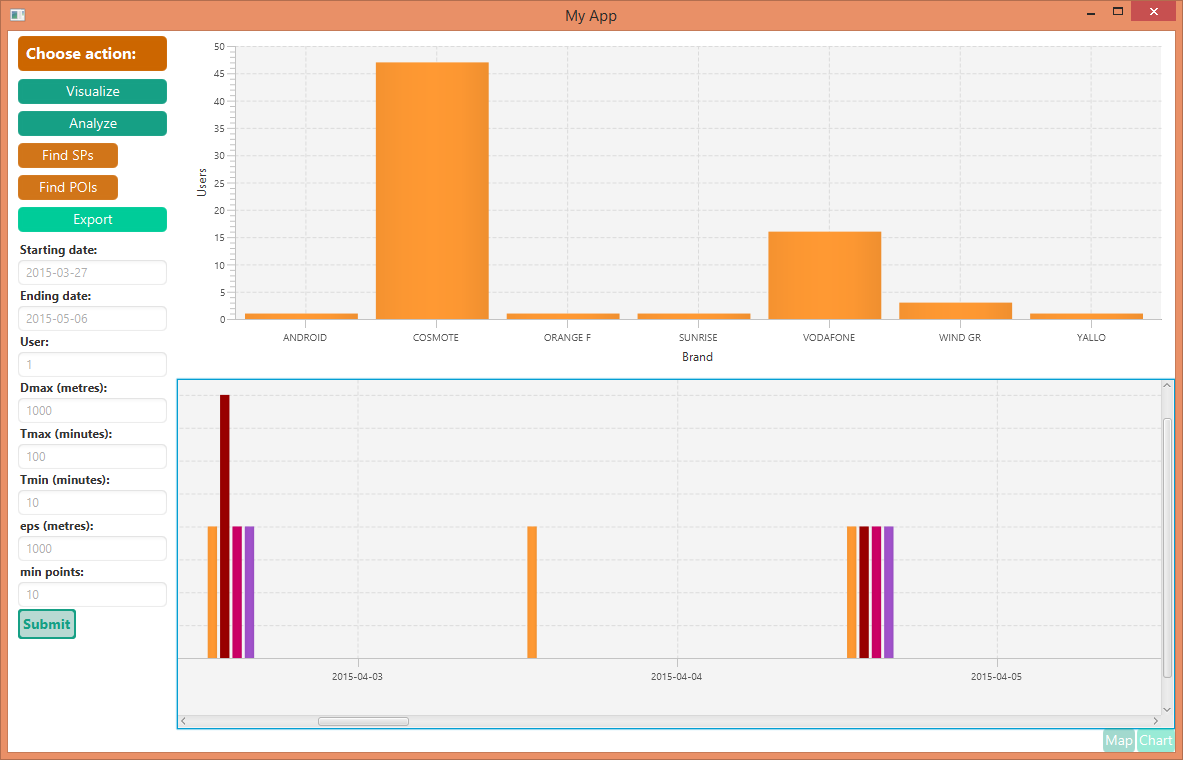 My App
Choose action:
Visualize
Analyze
Find SPs
Find POIs
Export
Starting date:
2015-03-27
Ending date:
2015-05-06
User:
1
Dmax (metres):
1000
Tmax (minutes):
100
Tmin (minutes):
10
eps (metres):
1000
min points:
10
Submit
50
45
40
35
30
25
20
15
10
5
0
Users
ANDROID COSMOTE ORANGE F SUNRISE VODAFONE WIND GR YALLO
Brand
2015-04-03 2015-04-04 2015-04-05
Map Chart